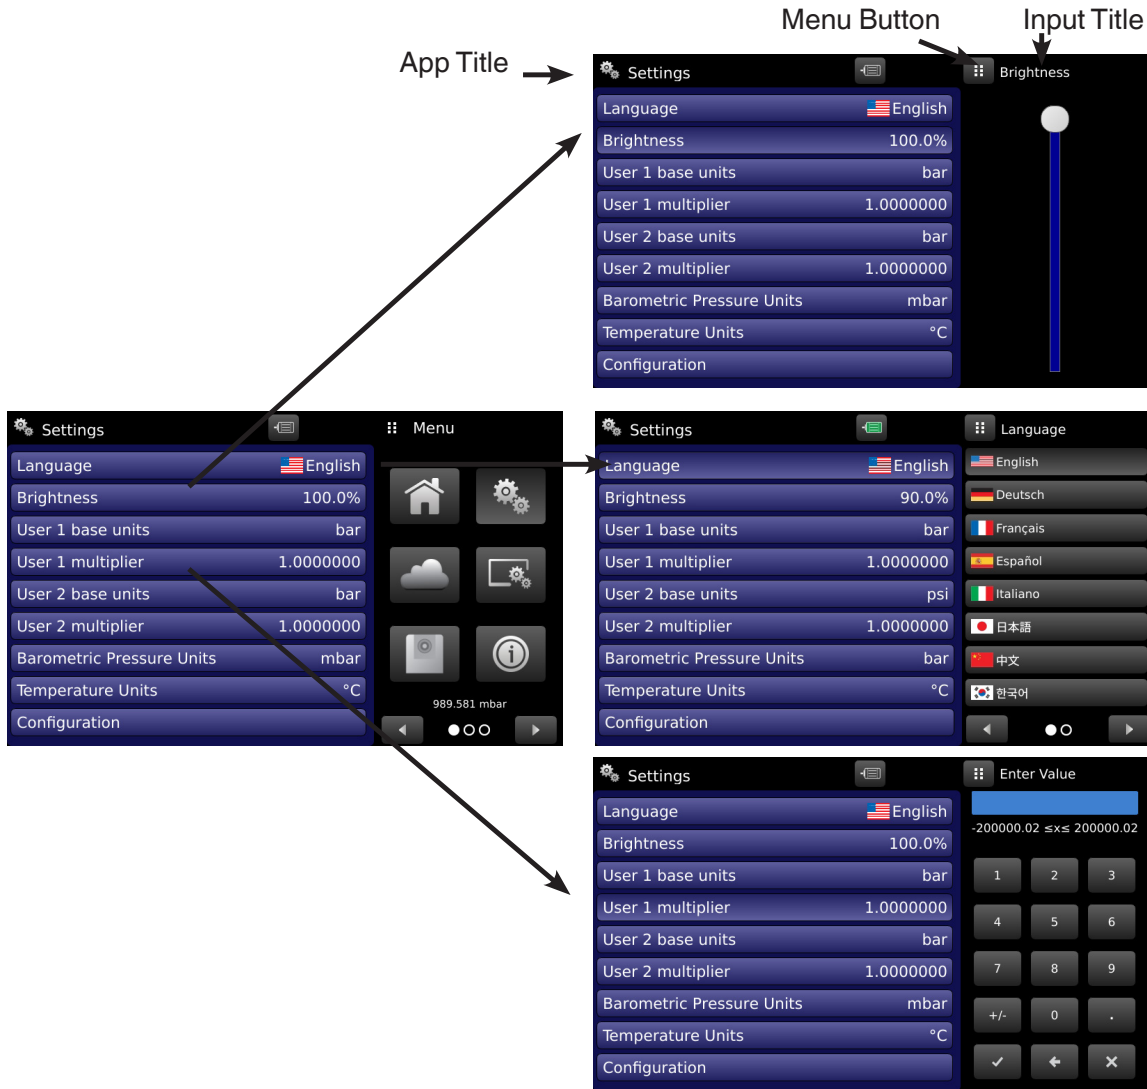 Menu Button
Input Title
App Title
Settings
Brightness
Language English
Brightness 100.0%
User 1 base units bar
User 1 multiplier 1.0000000
User 2 base units bar
User 2 multiplier 1.0000000
Barometric Pressure Units mbar
Temperature Units °C
Configuration
Settings
Menu
Language English
Brightness 100.0%
User 1 base units bar
User 1 multiplier 1.0000000
User 2 base units bar
User 2 multiplier 1.0000000
Barometric Pressure Units mbar
Temperature Units °C
Configuration
989.581 mbar
Settings
Language
Language English
Brightness 90.0%
User 1 base units bar
User 1 multiplier 1.0000000
User 2 base units psi
User 2 multiplier 1.0000000
Barometric Pressure Units bar
Temperature Units °C
Configuration
English
Deutsch
Français
Español
Italiano
日本語
中文
한국어
Settings
Enter Value
Language English
Brightness 100.0%
User 1 base units bar
User 1 multiplier 1.0000000
User 2 base units bar
User 2 multiplier 1.0000000
Barometric Pressure Units mbar
Temperature Units °C
Configuration
-200000.02 ≤x≤ 200000.02
1 2 3
4 5 6
7 8 9
+/- 0 .